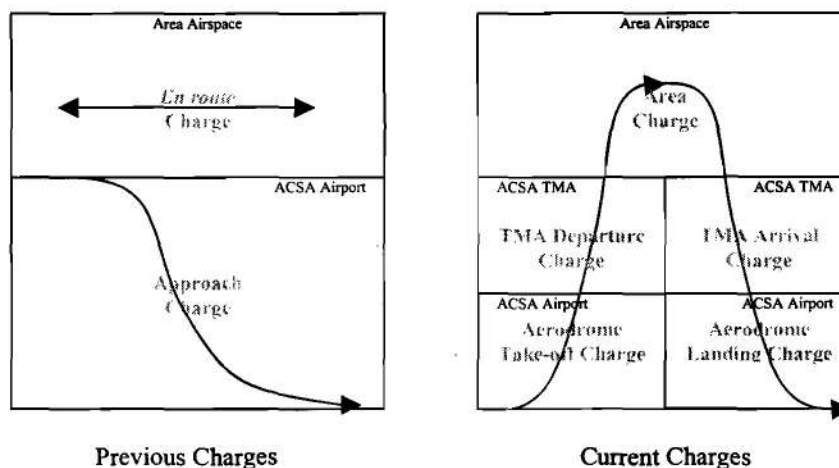 Area Airspace
En route
Charge
ACSA Airport
Approach
Charge
Previous Charges
Area Airspace
Area
Charge
ACSA TMA
ACSA TMA
TMA Departure
Charge
TMA Arrival
Charge
ACSA Airport
ACSA Airport
Aerodrome
Take-off Charge
Aerodrome
Landing Charge
Current Charges